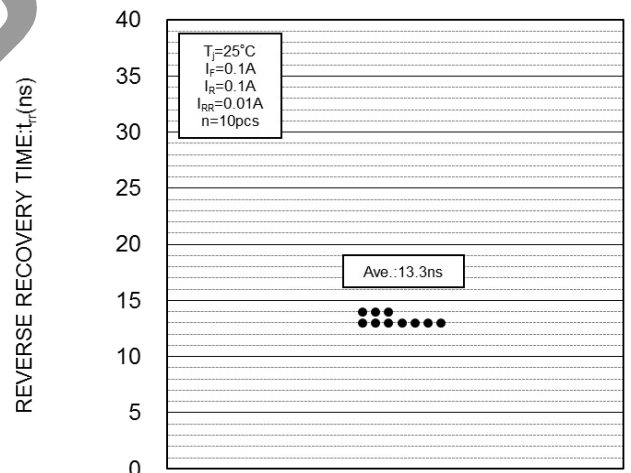 REVERSE RECOVERY TIME:trr(ns)
40
35
30
25
20
15
10
5
0
Tj=25°C
IF=0.1A
IR=0.1A
IRR=0.01A
n=10pcs
Ave.:13.3ns